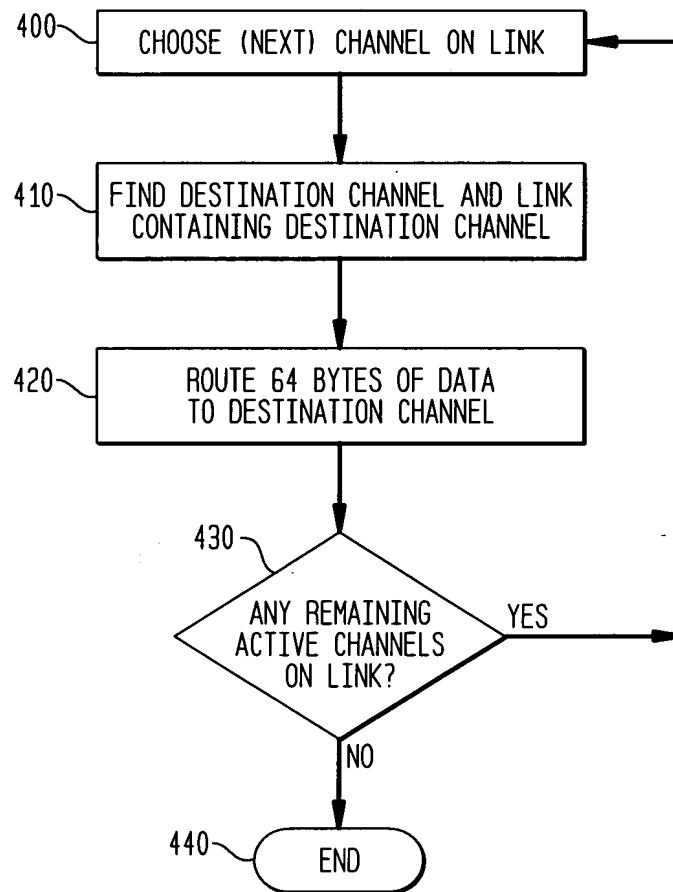 400
CHOOSE (NEXT) CHANNEL ON LINK
410
FIND DESTINATION CHANNEL AND LINK
CONTAINING DESTINATION CHANNEL
420
ROUTE 64 BYTES OF DATA
TO DESTINATION CHANNEL
430
ANY REMAINING
ACTIVE CHANNELS
ON LINK?
YES
NO
440
END